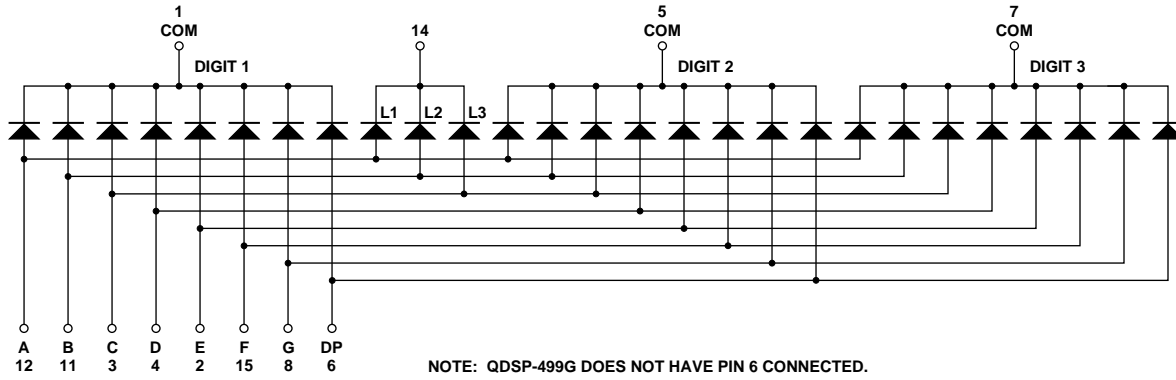 1 5 7
COM 14 COM COM
DIGIT 1 DIGIT 2 DIGIT 3
L1 L2 L3
A B C D E F G DP
12 11 3 4 2 15 8 6 NOTE: QDSP-499G DOES NOT HAVE PIN 6 CONNECTED.